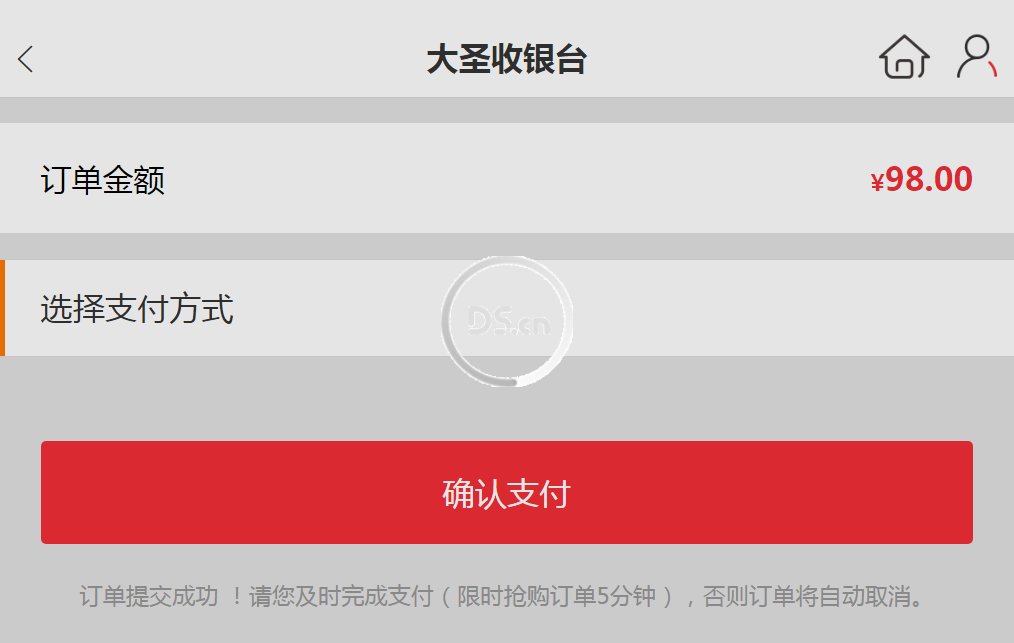 大圣收银台
订单金额
¥98.00
选择支付方式
DS.cn
确认支付
订单提交成功 ！请您及时完成支付 ( 限时抢购订单5分钟 ) ，否则订单将自动取消。